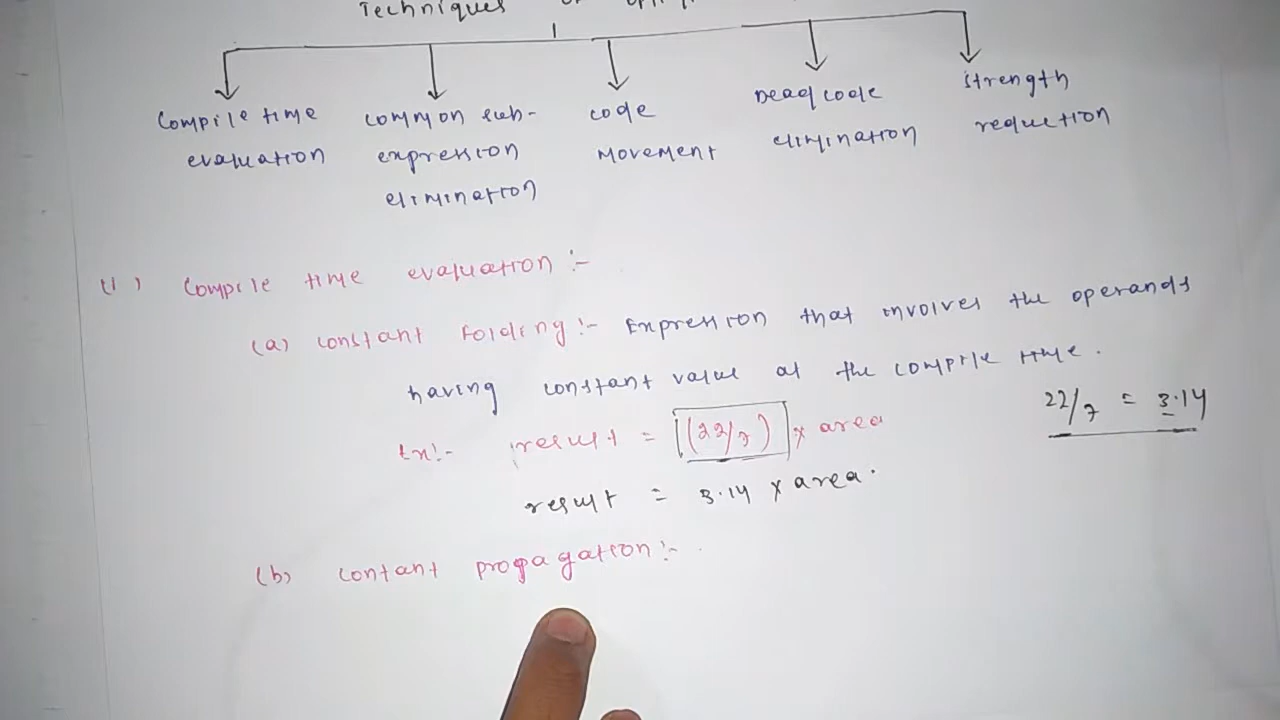 Techniques
Compile time evaluation
common sub-expression elimination
code movement
Dead code elimination
strength reduction
(1) compile time evaluation :-
(a) constant Folding :- Expression that involves the operands
having constant value at the compile time.
Ex:- result = (22/7) x area
22/7 = 3.14
result = 3.14 x area.
(b) contant propagation :-